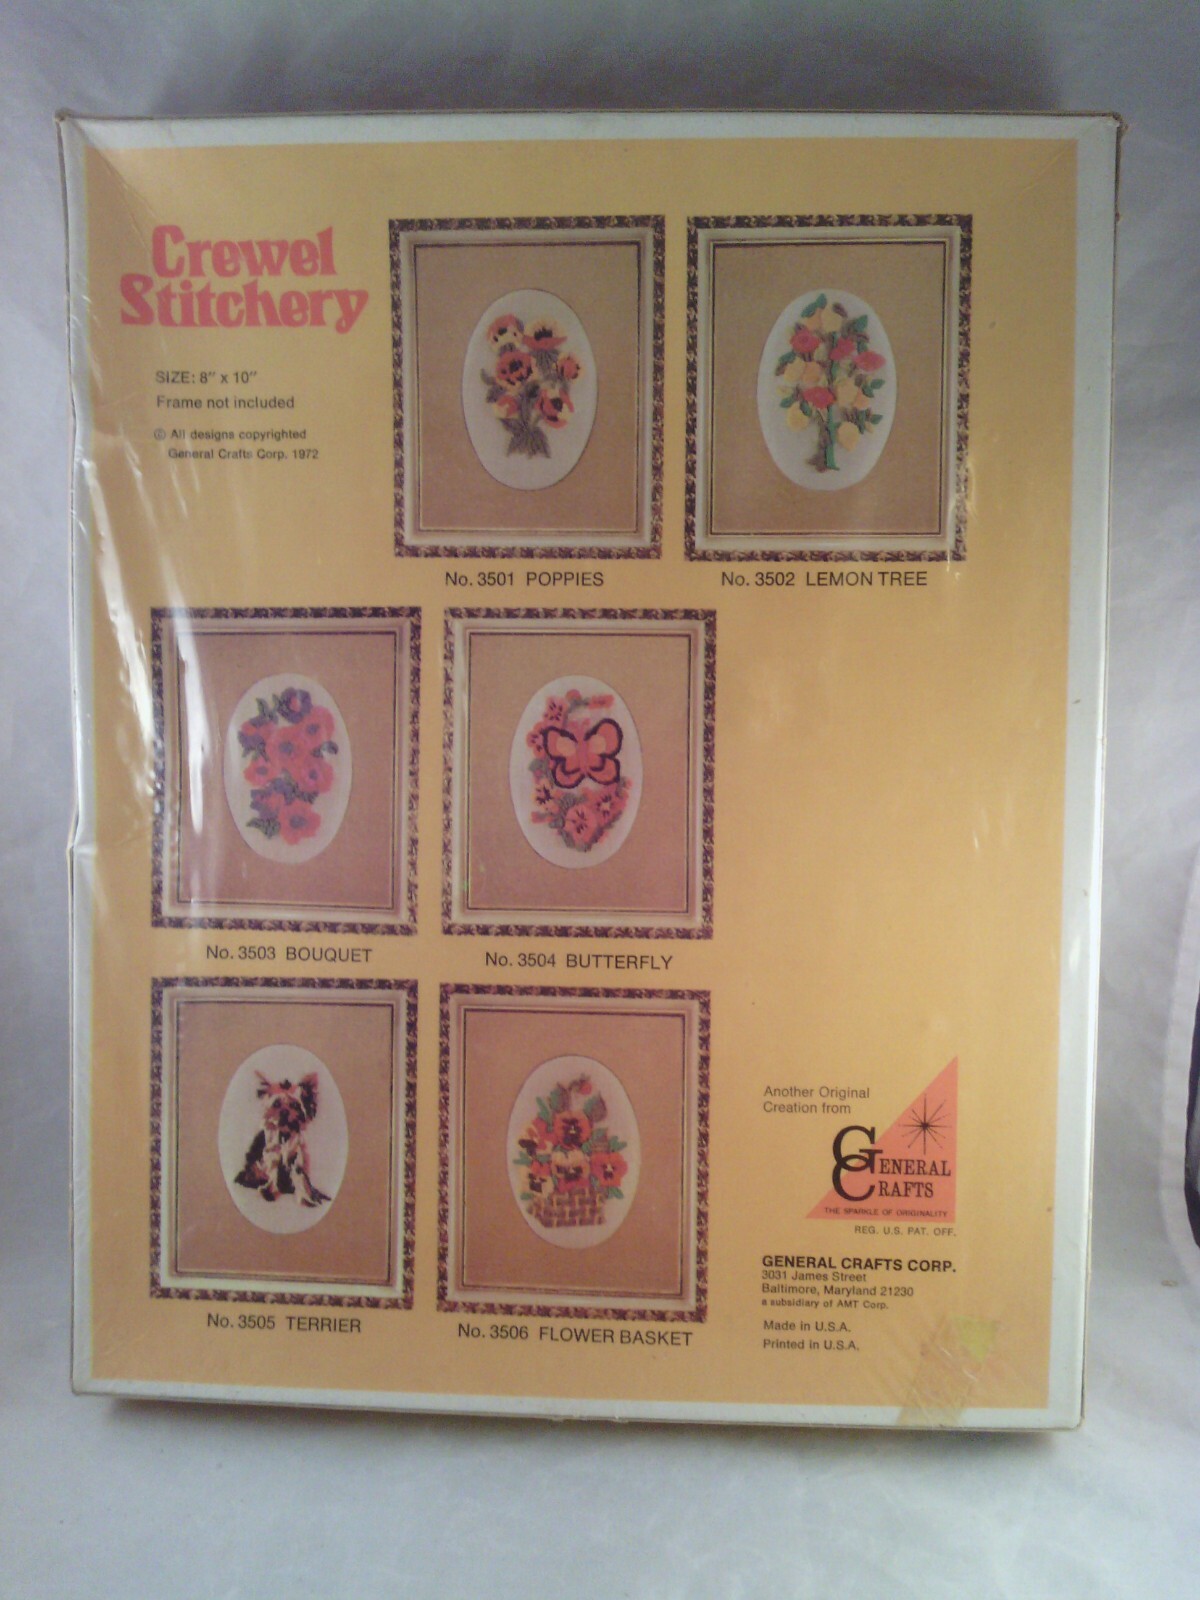 Crewel
Stitchery
SIZE: 8" x 10"
Frame not included
© All designs copyrighted
General Crafts Corp. 1972
No. 3501 POPPIES
No. 3502 LEMON TREE
No. 3503 BOUQUET
No. 3504 BUTTERFLY
No. 3505 TERRIER
No. 3506 FLOWER BASKET
Another Original
Creation from
GENERAL
CRAFTS
THE SPARKLE OF ORIGINALITY
REG. U.S. PAT. OFF.
GENERAL CRAFTS CORP.
3031 James Street
Baltimore, Maryland 21230
a subsidiary of AMT Corp.
Made in U.S.A.
Printed in U.S.A.